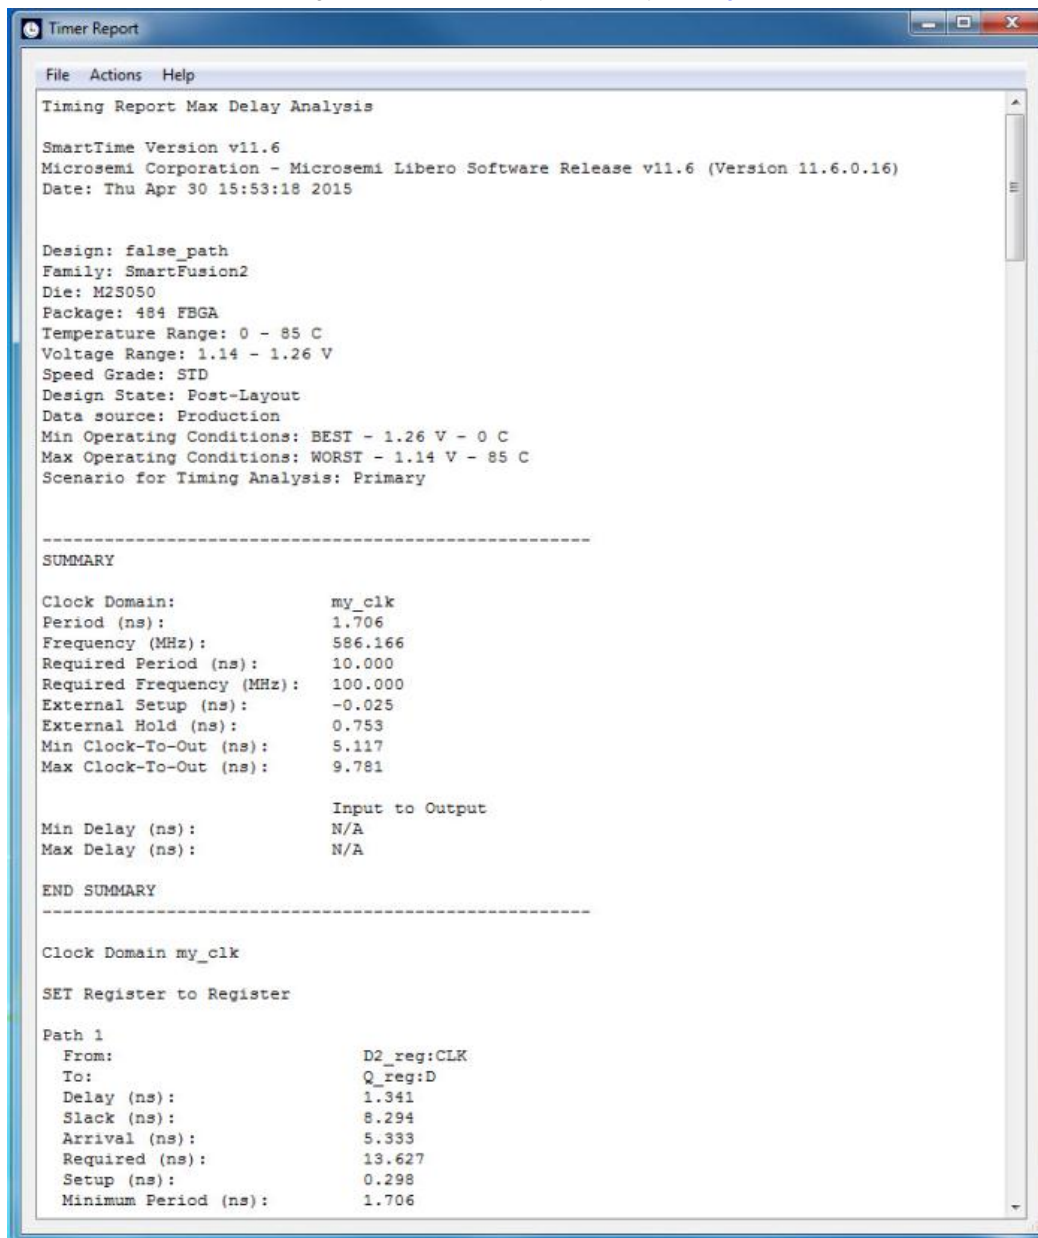 Timer Report
File Actions Help
Timing Report Max Delay Analysis
SmartTime Version v11.6
Microsemi Corporation - Microsemi Libero Software Release v11.6 (Version 11.6.0.16)
Date: Thu Apr 30 15:53:18 2015
Design: false_path
Family: SmartFusion2
Die: M2S050
Package: 484 FBGA
Temperature Range: 0 - 85 C
Voltage Range: 1.14 - 1.26 V
Speed Grade: STD
Design State: Post-Layout
Data source: Production
Min Operating Conditions: BEST - 1.26 V - 0 C
Max Operating Conditions: WORST - 1.14 V - 85 C
Scenario for Timing Analysis: Primary
-----------------------------------------------------
SUMMARY
Clock Domain: my_clk
Period (ns): 1.706
Frequency (MHz): 586.166
Required Period (ns): 10.000
Required Frequency (MHz): 100.000
External Setup (ns): -0.025
External Hold (ns): 0.753
Min Clock-To-Out (ns): 5.117
Max Clock-To-Out (ns): 9.781
Input to Output
Min Delay (ns): N/A
Max Delay (ns): N/A
END SUMMARY
-----------------------------------------------------
Clock Domain my_clk
SET Register to Register
Path 1
From: D2_reg:CLK
To: Q_reg:D
Delay (ns): 1.341
Slack (ns): 8.294
Arrival (ns): 5.333
Required (ns): 13.627
Setup (ns): 0.298
Minimum Period (ns): 1.706